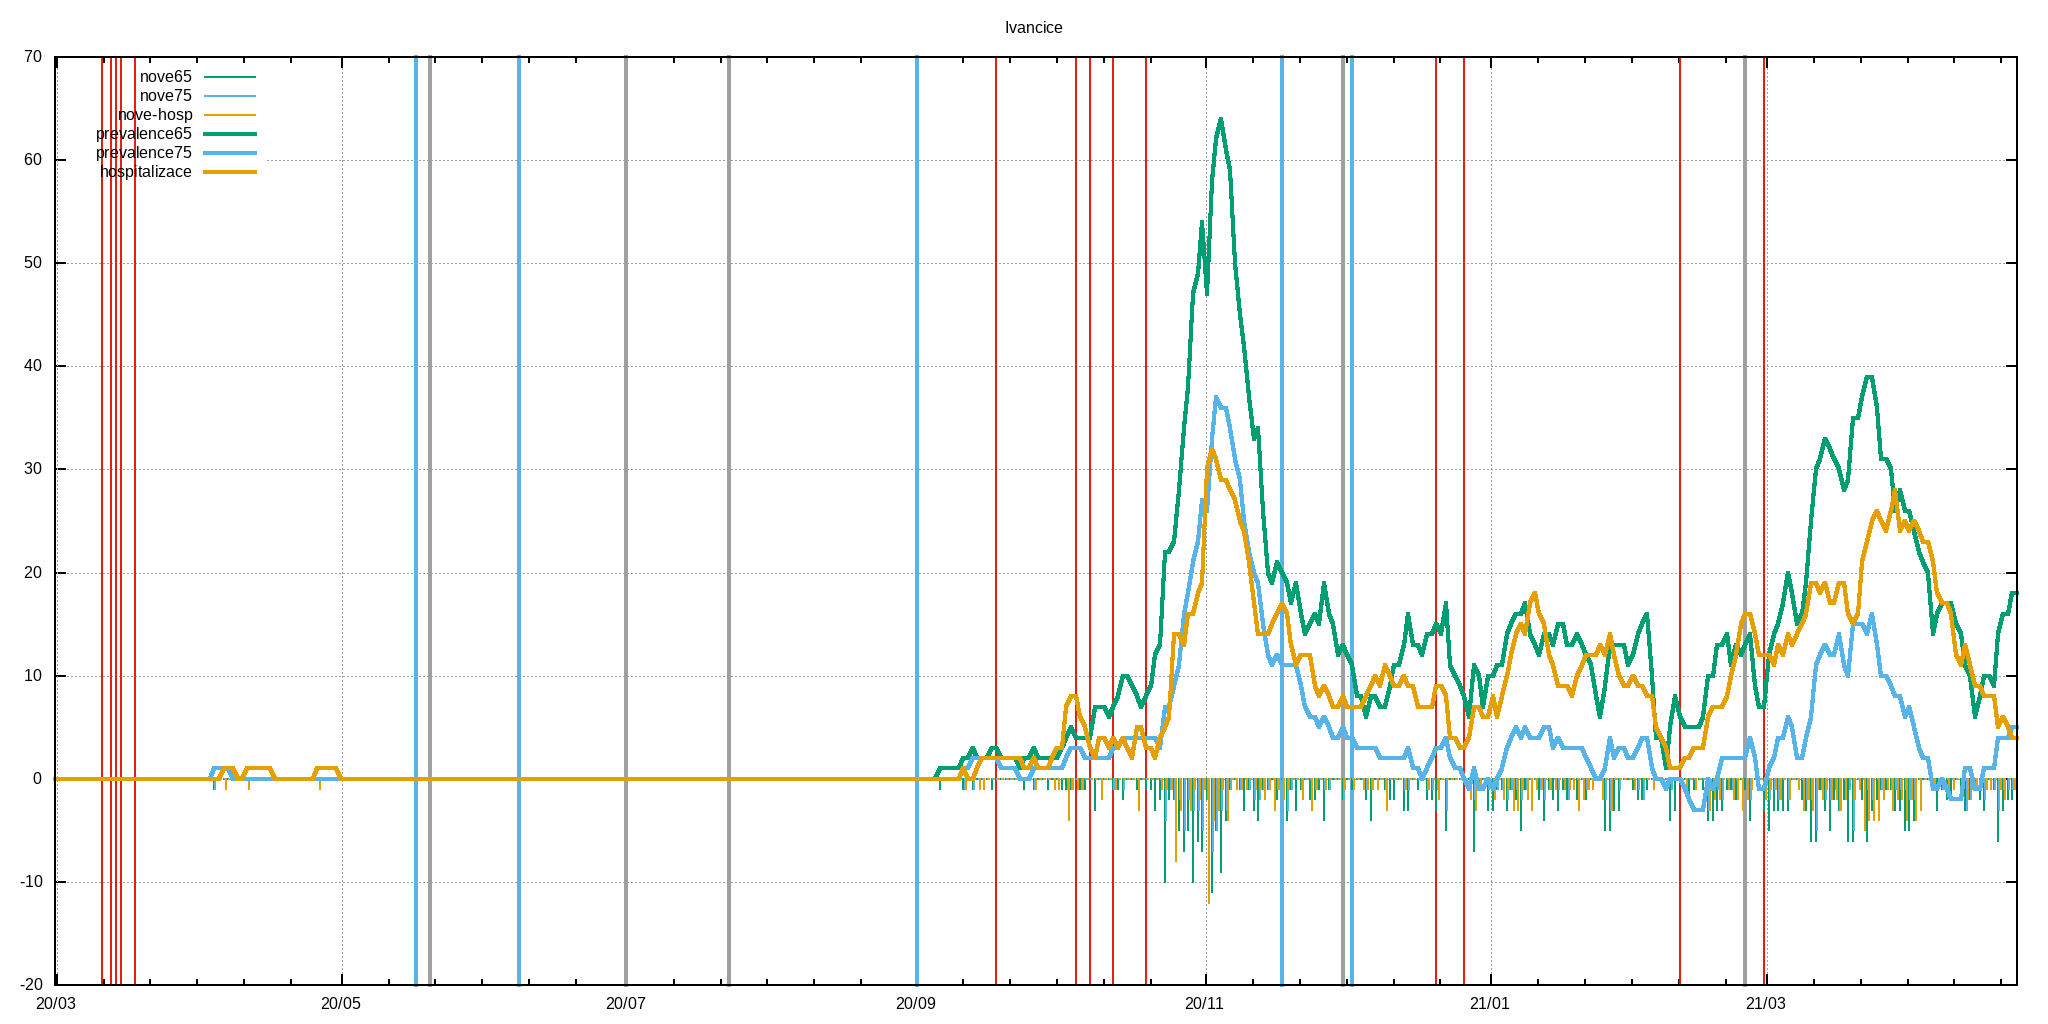 Ivancice
70
60
50
40
30
20
10
0
-10
-20
nove65
nove75
nove-hosp
prevalence65
prevalence75
hospitalizace
20/03 20/05 20/07 20/09 20/11 21/01 21/03